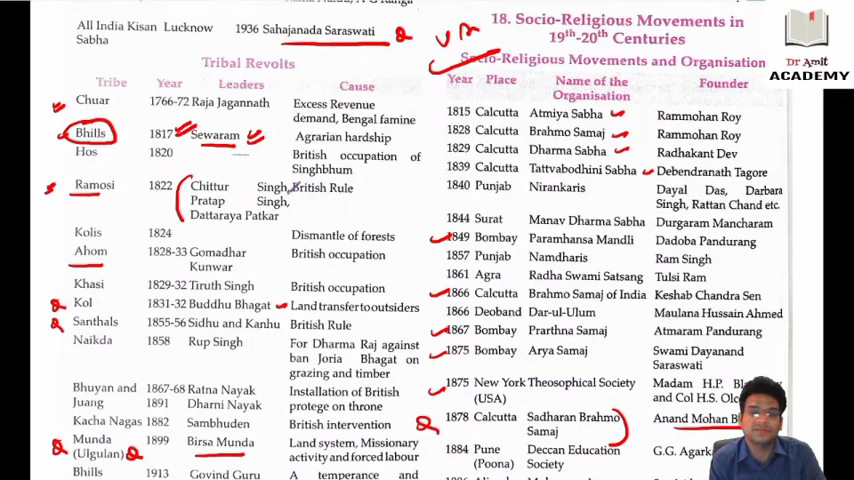 All India Kisan Lucknow 1936 Sahajanada Saraswati
Sabha
Tribal Revolts
Tribe Year Leaders Cause
Chuar 1766-72 Raja Jagannath Excess Revenue
demand, Bengal famine
Bhills 1817 Sewaram Agrarian hardship
Hos 1820 British occupation of
Singhbhum
Ramosi 1822 Chittur Singh, British Rule
Pratap Singh,
Dattaraya Patkar
Kolis 1824 Dismantle of forests
Ahom 1828-33 Gomadhar British occupation
Kunwar
Khasi 1829-32 Tiruth Singh British occupation
Kol 1831-32 Buddhu Bhagat Land transfer to outsiders
Santhals 1855-56 Sidhu and Kanhu British Rule
Naikda 1858 Rup Singh For Dharma Raj against
ban Joria Bhagat on
grazing and timber
Bhuyan and 1867-68 Ratna Nayak Installation of British
Juang 1891 Dharni Nayak protege on throne
Kacha Nagas 1882 Sambhuden British intervention
Munda 1899 Birsa Munda Land system, Missionary
(Ulgulan) activity and forced labour
Bhills 1913 Govind Guru A temperance and
18. Socio-Religious Movements in
19th-20th Centuries
Socio-Religious Movements and Organisation
Year Place Name of the Founder
Organisation
1815 Calcutta Atmiya Sabha Rammohan Roy
1828 Calcutta Brahmo Samaj Rammohan Roy
1829 Calcutta Dharma Sabha Radhakant Dev
1839 Calcutta Tattvabodhini Sabha Debendranath Tagore
1840 Punjab Nirankaris Dayal Das, Darbara
Singh, Rattan Chand etc.
1844 Surat Manav Dharma Sabha Durgaram Mancharam
1849 Bombay Paramhansa Mandli Dadoba Pandurang
1857 Punjab Namdharis Ram Singh
1861 Agra Radha Swami Satsang Tulsi Ram
1866 Calcutta Brahmo Samaj of India Keshab Chandra Sen
1866 Deoband Dar-ul-Ulum Maulana Hussain Ahmed
1867 Bombay Prarthna Samaj Atmaram Pandurang
1875 Bombay Arya Samaj Swami Dayanand
Saraswati
1875 New York Theosophical Society Madam H.P.
(USA) and Col H.S.
1878 Calcutta Sadharan Brahmo Anand Mohan
Samaj
1884 Pune Deccan Education G.G.
(Poona) Society
Dr Amit
ACADEMY